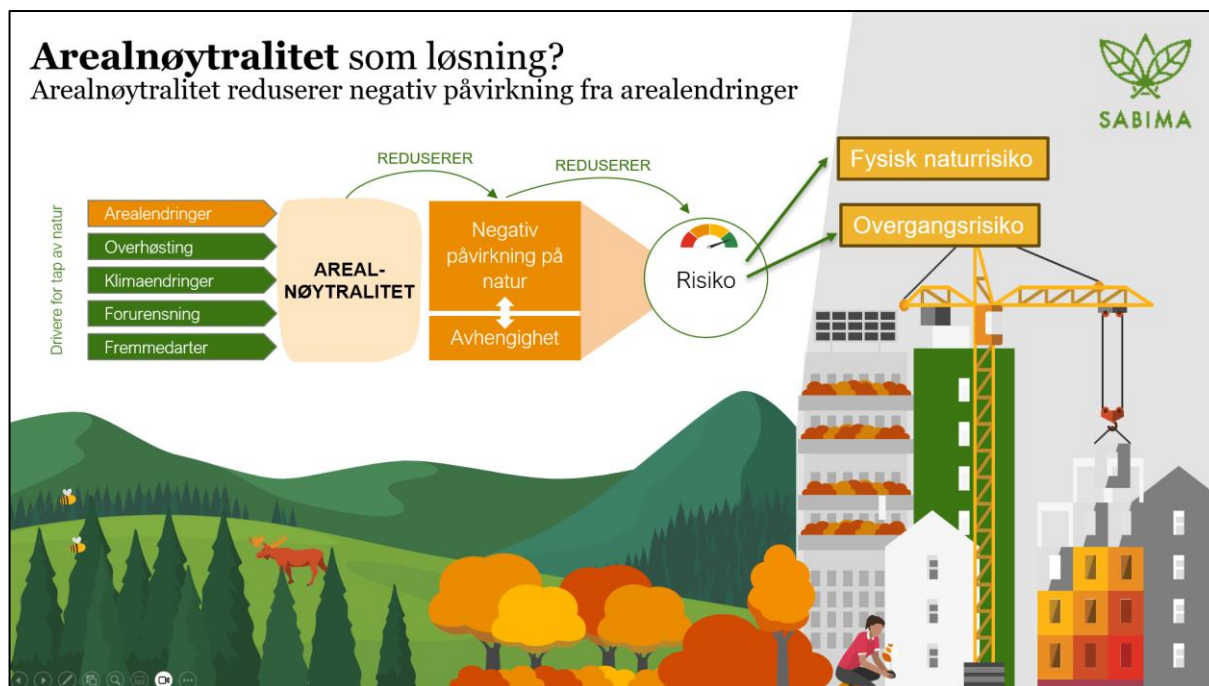 Arealnøytralitet som løsning?
Arealnøytralitet reduserer negativ påvirkning fra arealendringer
SABIMA
Drivere for tap av natur
Arealendringer
Overhøsting
Klimaendringer
Forurensning
Fremmedarter
AREAL-
NØYTRALITET
REDUSERER
Negativ
påvirkning på
natur
Avhengighet
REDUSERER
Risiko
Fysisk naturrisiko
Overgangsrisiko